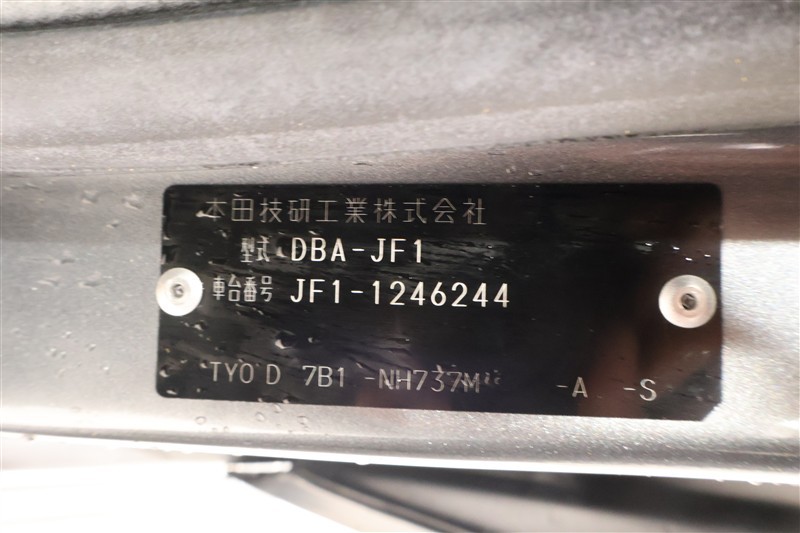 本田技研工業株式会社
型式 DBA-JF1
車台番号 JF1-1246244
TYO D 7B1 -NH737M -A -S